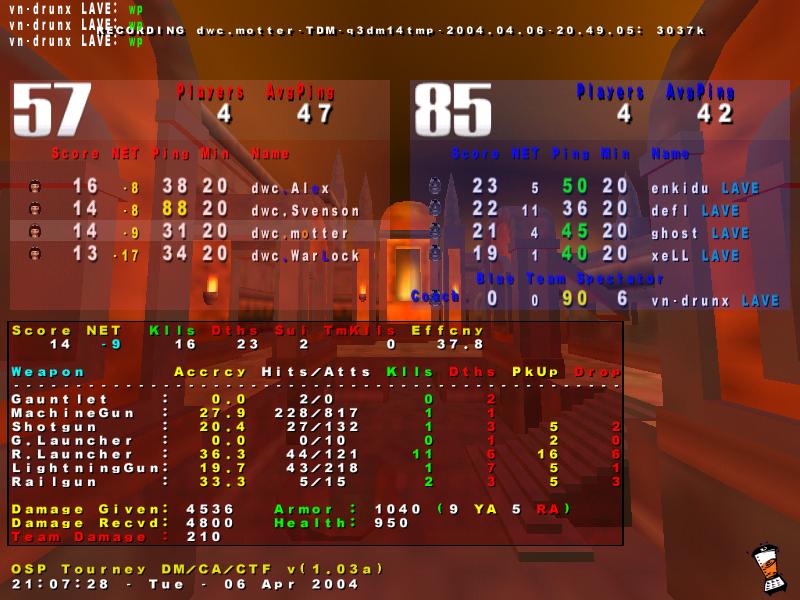 vn-drunx LAVE: wp
vn-drunx LAVE: wp
RECORDING dwc.motter-TDM-q3dm14tmp-2004.04.06-20.49.05: 3037k
vn-drunx LAVE: wp
57 Players AvgPing
4 47
Score NET Ping Min Name
16 -8 38 20 dwc.Alex
14 -8 88 20 dwc.Svenson
14 -9 31 20 dwc.motter
13 -17 34 20 dwc.WarLock
85 Players AvgPing
4 42
Score NET Ping Min Name
23 5 50 20 enkidu LAVE
22 11 36 20 defl LAVE
21 4 45 20 ghost LAVE
19 1 40 20 xeLL LAVE
Blue Team Spectator
Coach 0 0 90 6 vn-drunx LAVE
Score NET Klls Dths Sui TmKlls Effcny
14 -9 16 23 2 0 37.8
Weapon Accrcy Hits/Atts Klls Dths PkUp Drop
Gauntlet : 0.0 2/0 0 2
MachineGun : 27.9 228/817 1 1
Shotgun : 20.4 27/132 1 3 5 2
G.Launcher : 0.0 0/10 0 1 2 0
R.Launcher : 36.3 44/121 11 6 16 6
LightningGun: 19.7 43/218 1 7 5 1
Railgun : 33.3 5/15 2 3 5 3
Damage Given: 4536 Armor : 1040 (9 YA 5 RA)
Damage Recvd: 4800 Health: 950
Team Damage : 210
OSP Tourney DM/CA/CTF v(1.03a)
21:07:28 - Tue - 06 Apr 2004